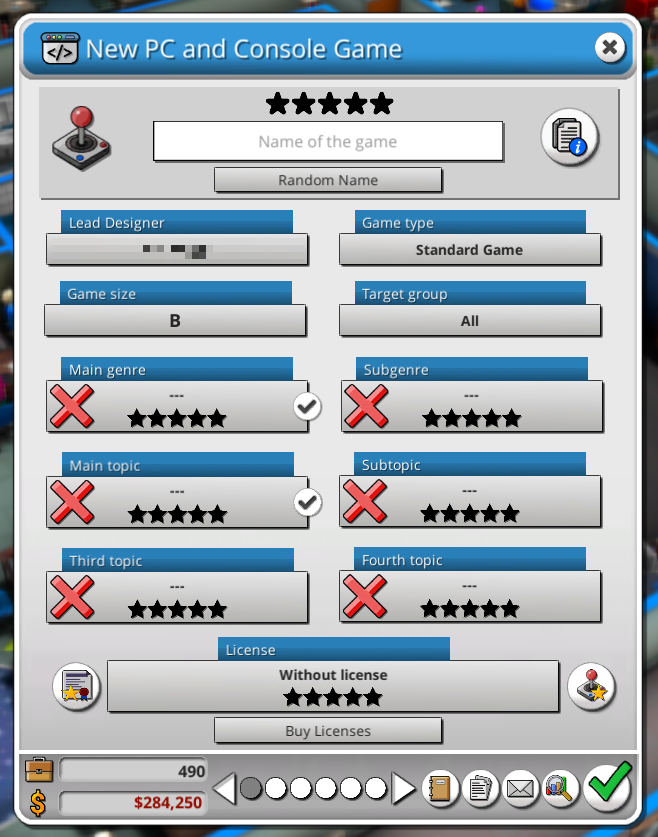 New PC and Console Game
Name of the game
Random Name
Lead Designer
Game type
Standard Game
Game size
Target group
B
All
Main genre
Subgenre
---
---
Main topic
Subtopic
---
---
Third topic
Fourth topic
---
---
License
Without license
Buy Licenses
490
$284,250